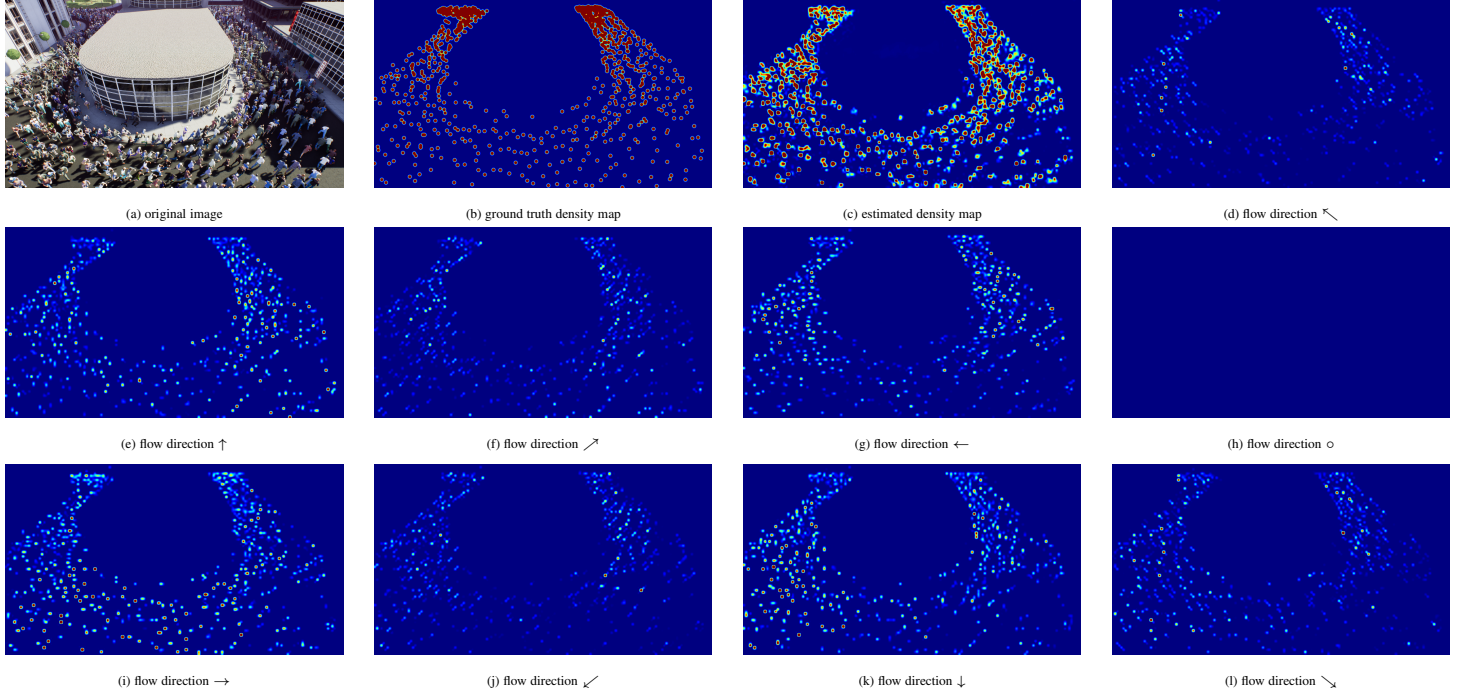 (a) original image
(b) ground truth density map
(c) estimated density map
(d) flow direction ↖
(e) flow direction ↑
(f) flow direction ↗
(g) flow direction ←
(h) flow direction ○
(i) flow direction →
(j) flow direction ↙
(k) flow direction ↓
(l) flow direction ↘